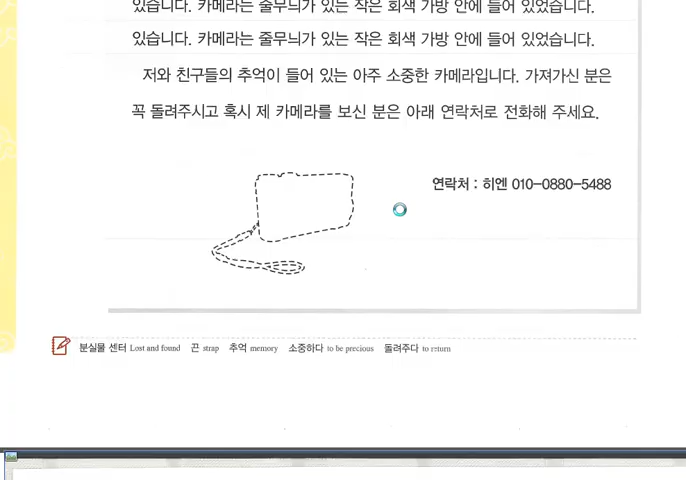 있습니다. 카메라는 줄무늬가 있는 작은 회색 가방 안에 들어 있었습니다.
있습니다. 카메라는 줄무늬가 있는 작은 회색 가방 안에 들어 있었습니다.
저와 친구들의 추억이 들어 있는 아주 소중한 카메라입니다. 가져가신 분은
꼭 돌려주시고 혹시 제 카메라를 보신 분은 아래 연락처로 전화해 주세요.
연락처 : 히엔 010-0880-5488
분실물 센터 Lost and found 끈 strap 추억 memory 소중하다 to be precious 돌려주다 to return